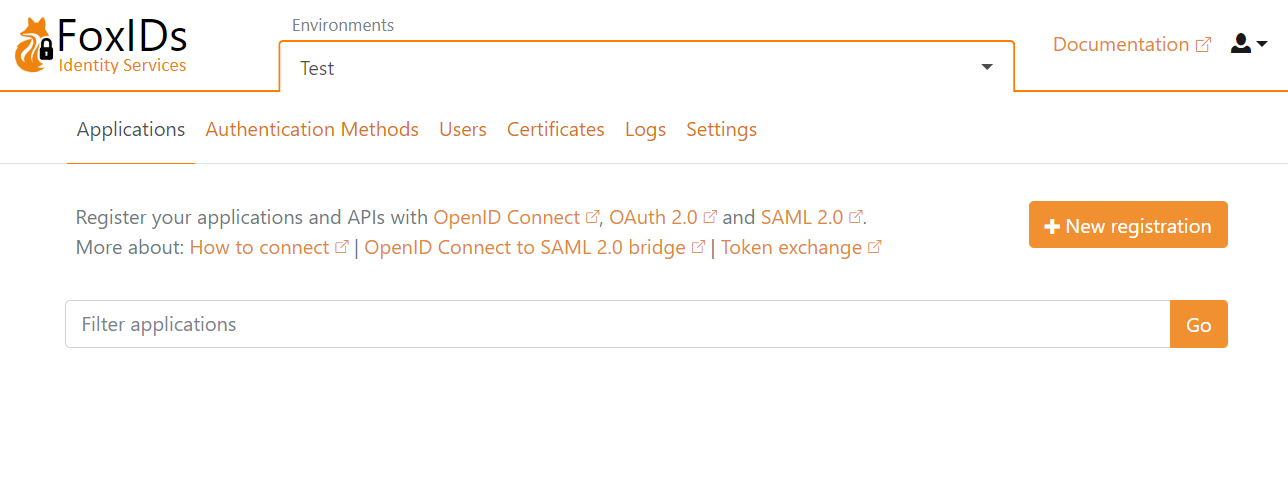 FoxIDs
Identity Services
Environments
Test
Documentation
Applications Authentication Methods Users Certificates Logs Settings
Register your applications and APIs with OpenID Connect, OAuth 2.0 and SAML 2.0.
More about: How to connect | OpenID Connect to SAML 2.0 bridge | Token exchange
New registration
Filter applications
Go